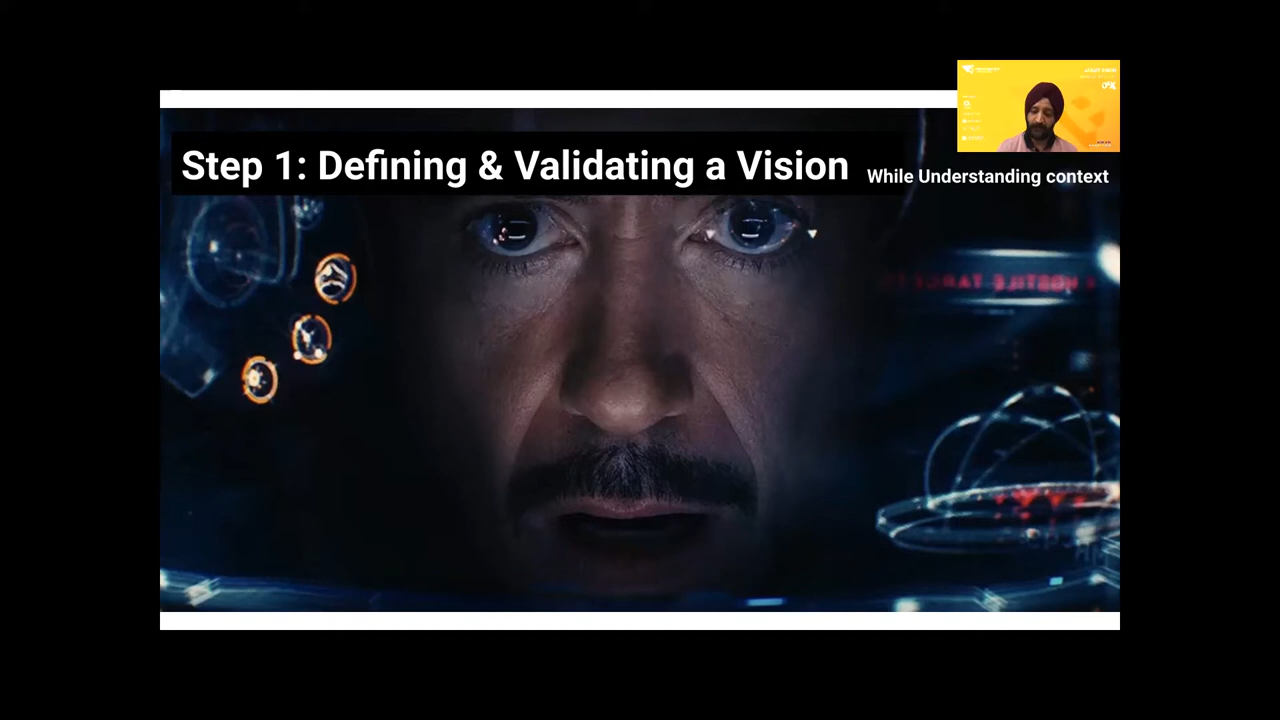 Step 1: Defining & Validating a Vision
While Understanding context